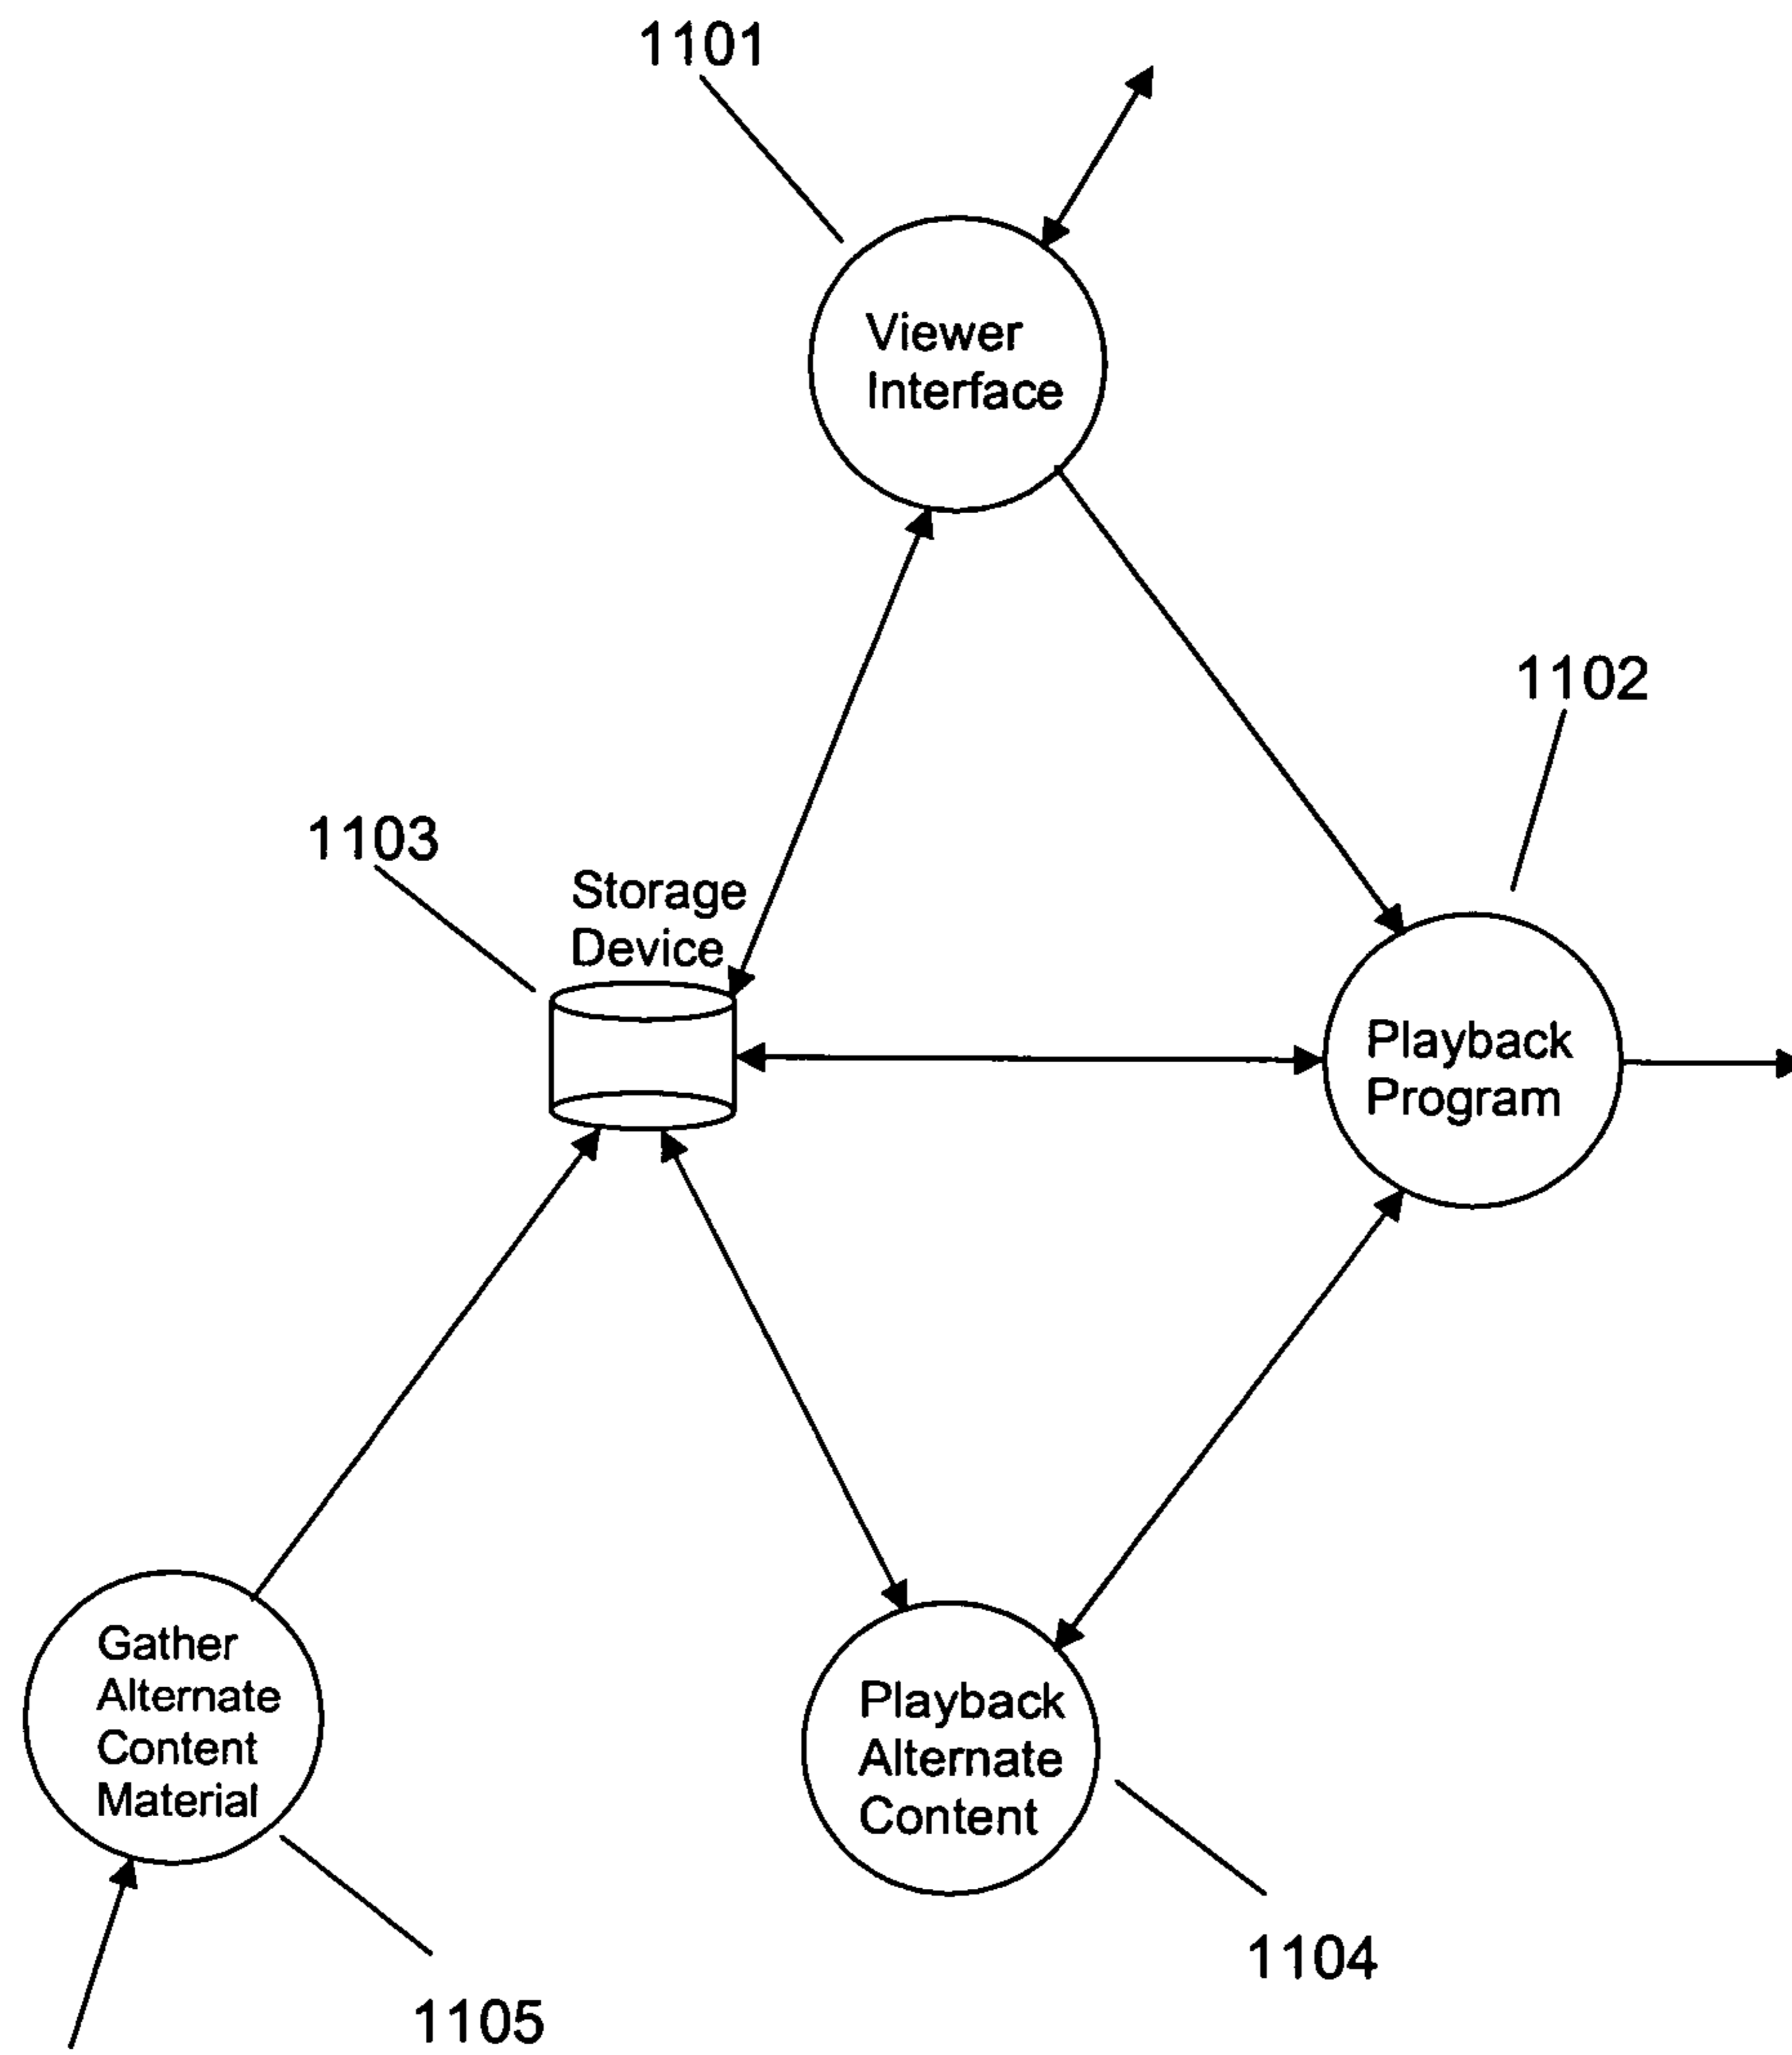 1101
Viewer
Interface
1102
1103
Storage
Device
Playback
Program
Gather
Alternate
Content
Material
Playback
Alternate
Content
1104
1105